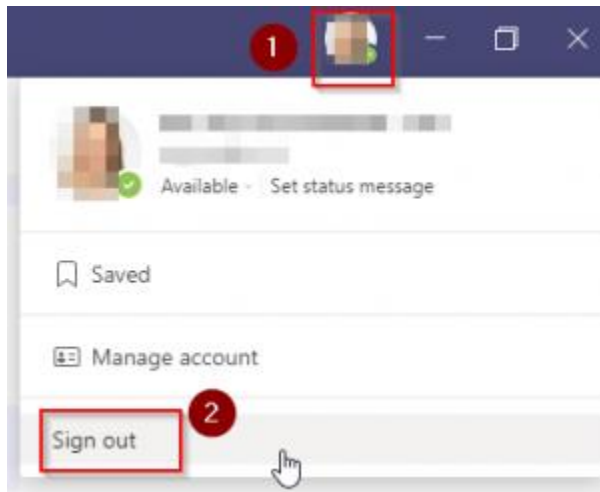 1
Available - Set status message
Saved
Manage account
2
Sign out